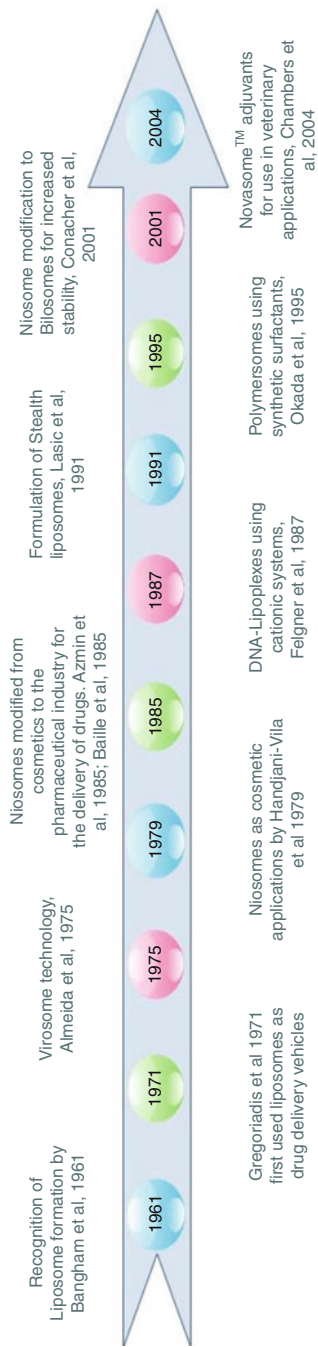 Recognition of
Liposome formation by
Bangham et al, 1961
Virosome technology,
Almeida et al, 1975
Niosomes modified from
cosmetics to the
pharmaceutical industry for
the delivery of drugs. Azmin et
al, 1985; Baille et al, 1985
Formulation of Stealth
liposomes, Lasic et al,
1991
Niosome modification to
Bilosomes for increased
stability, Conacher et al,
2001
1961
1971
1975
1979
1985
1987
1991
1995
2001
2004
Gregoriadis et al 1971
first used liposomes as
drug delivery vehicles
Niosomes as cosmetic
applications by Handjani-Vila
et al 1979
DNA-Lipoplexes using
cationic systems,
Felgner et al, 1987
Polymersomes using
synthetic surfactants,
Okada et al, 1995
Novasome™ adjuvants
for use in veterinary
applications, Chambers et
al, 2004